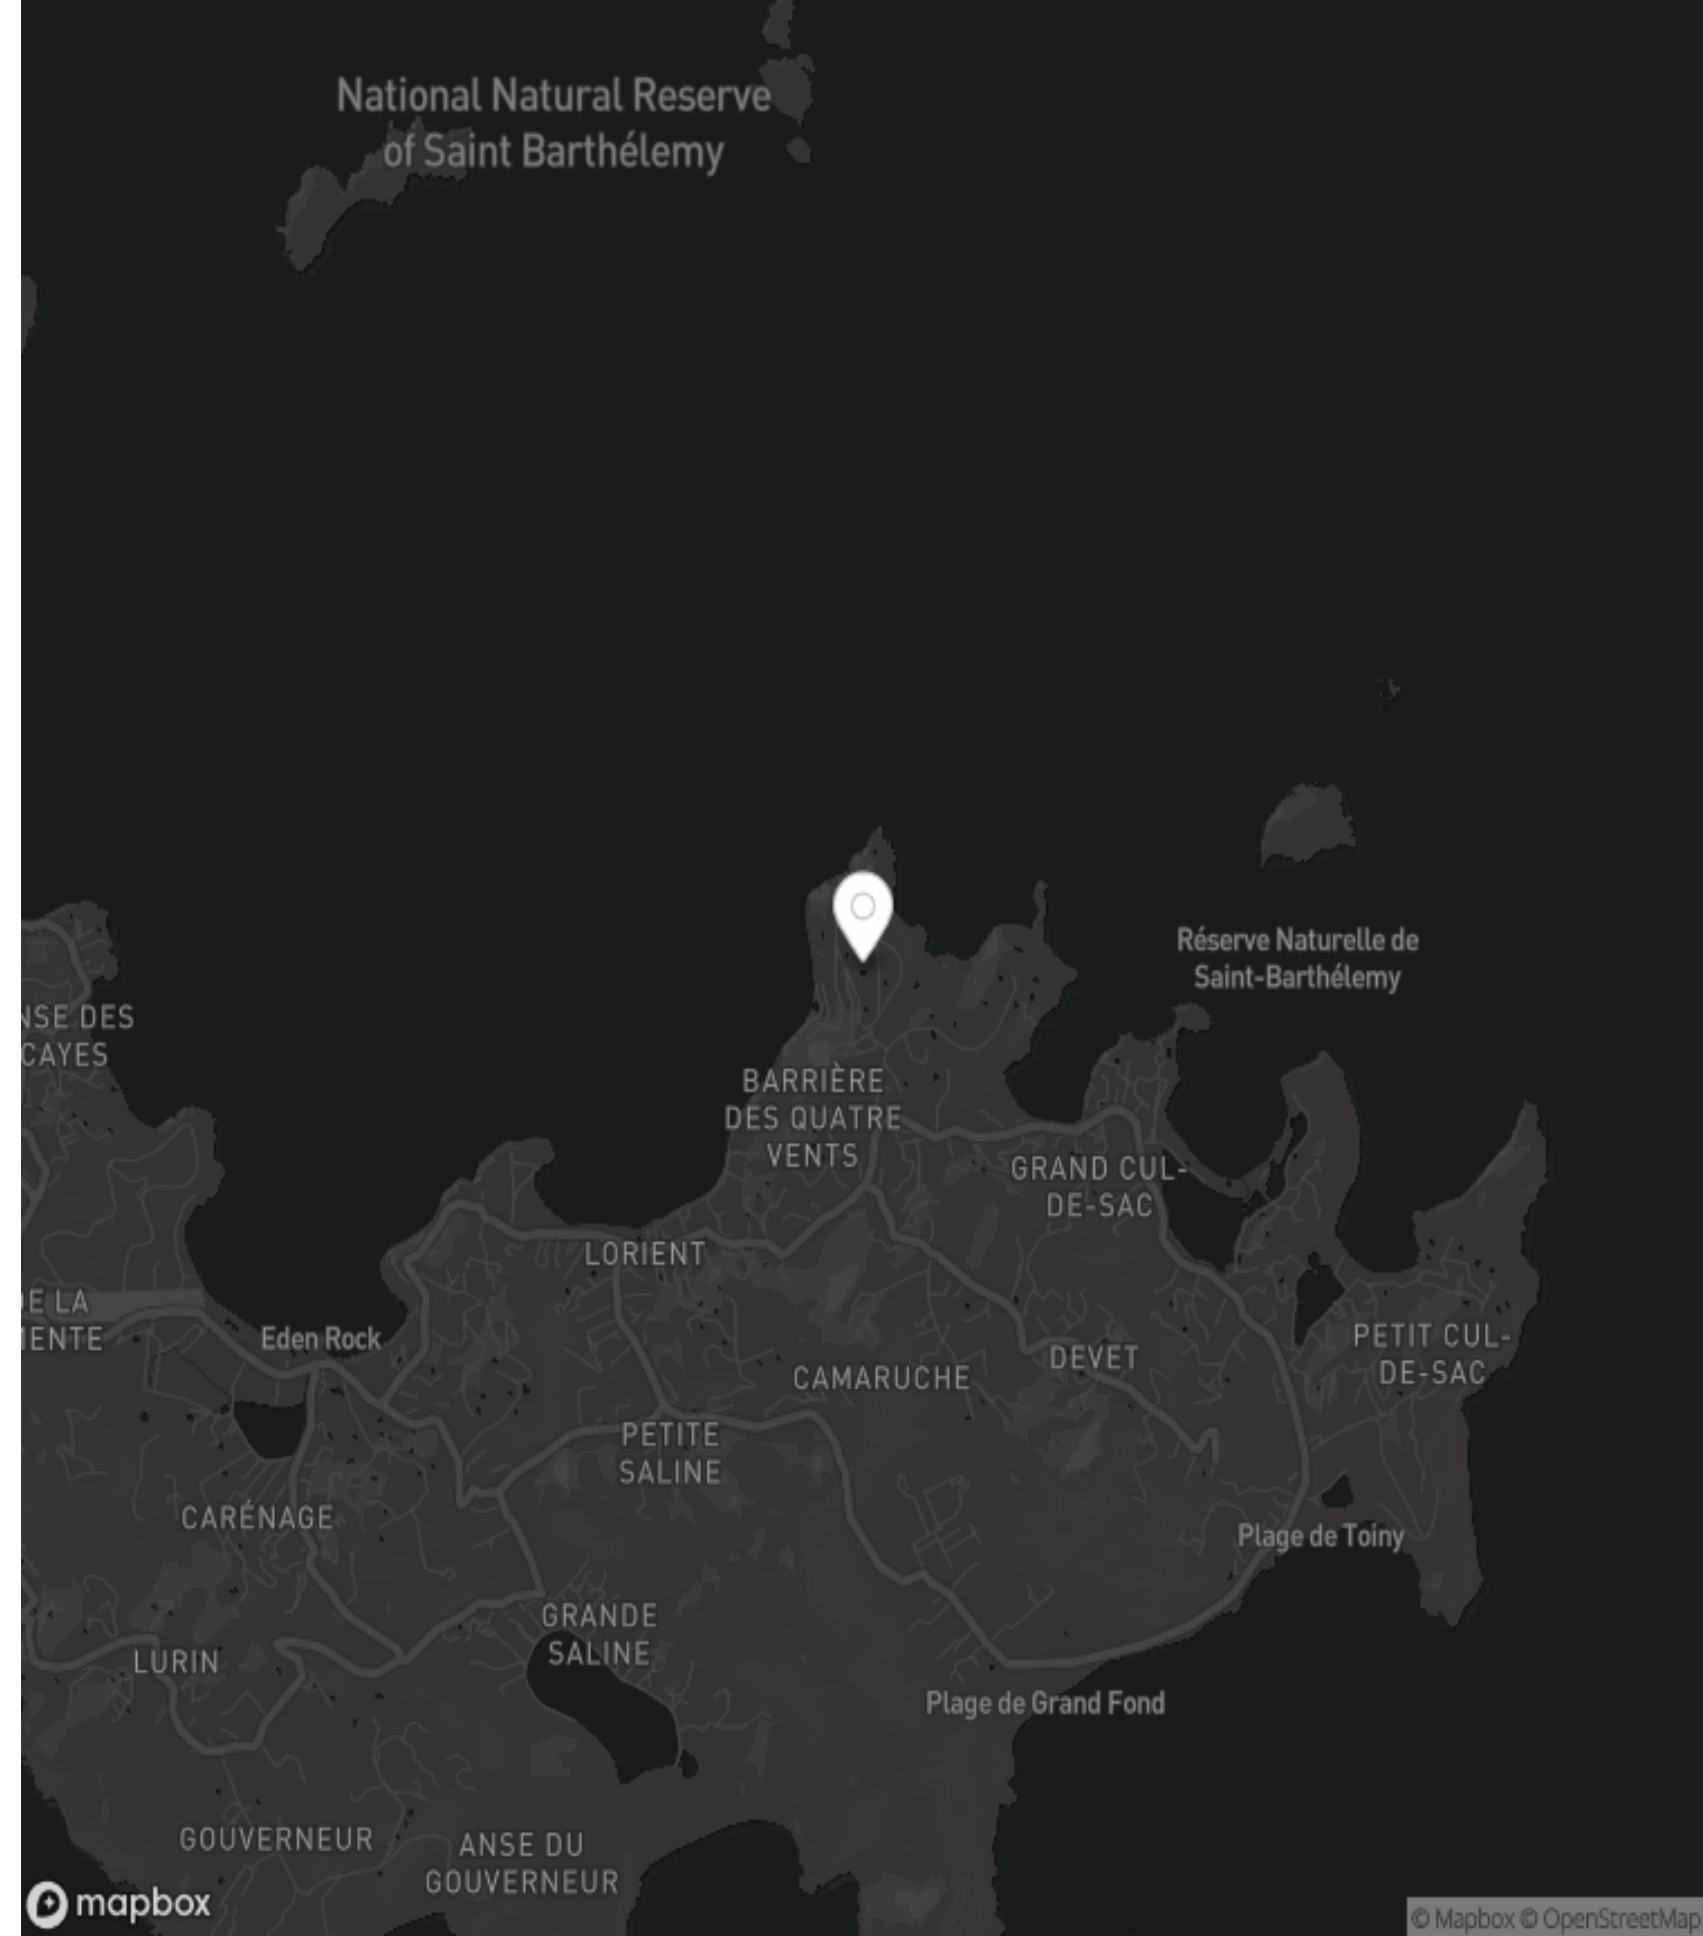 National Natural Reserve
of Saint Barthélemy
Réserve Naturelle de
Saint-Barthélemy
NSE DES
CAYES
BARRIÈRE
DES QUATRE
VENTS
GRAND CUL-
DE-SAC
LORIENT
DE LA
MENTE
Eden Rock
PETIT CUL-
DE-SAC
DEVET
CAMARUCHE
PETITE
SALINE
CARÉNAGE
Plage de Toiny
GRANDE
SALINE
LURIN
Plage de Grand Fond
GOUVERNEUR
ANSE DU
GOUVERNEUR
mapbox
© Mapbox © OpenStreetMap